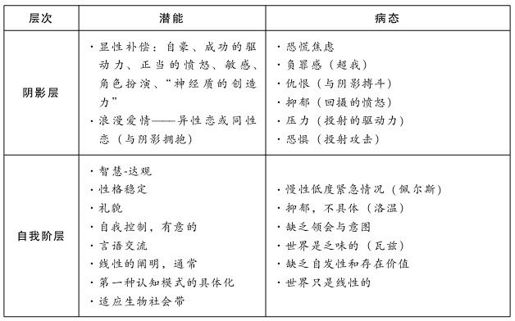 层次 潜能 病态
阴影层
· 显性补偿：自豪、成功的驱
动力、正当的愤怒、敏感、
角色扮演、“神经质的创造
力”
· 浪漫爱情——异性恋或同性
恋（与阴影拥抱）
· 恐慌焦虑
· 负罪感（超我）
· 仇恨（与阴影搏斗）
· 抑郁（回摄的愤怒）
· 压力（投射的驱动力）
· 恐惧（投射攻击）
自我阶层
· 智慧-达观
· 性格稳定
· 礼貌
· 自我控制，有意的
· 言语交流
· 线性的阐明，通常
· 第一种认知模式的具体化
· 适应生物社会带
· 慢性低度紧急情况（佩尔斯）
· 抑郁，不具体（洛温）
· 缺乏领会与意图
· 世界是乏味的（瓦兹）
· 缺乏自发性和存在价值
· 世界只是线性的